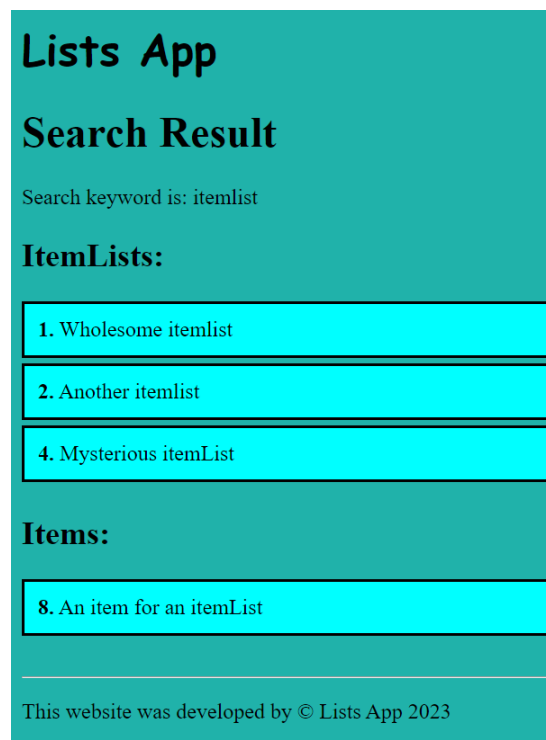 Lists App
Search Result
Search keyword is: itemlist
ItemLists:
1. Wholesome itemlist
2. Another itemlist
4. Mysterious itemList
Items:
8. An item for an itemList
This website was developed by © Lists App 2023